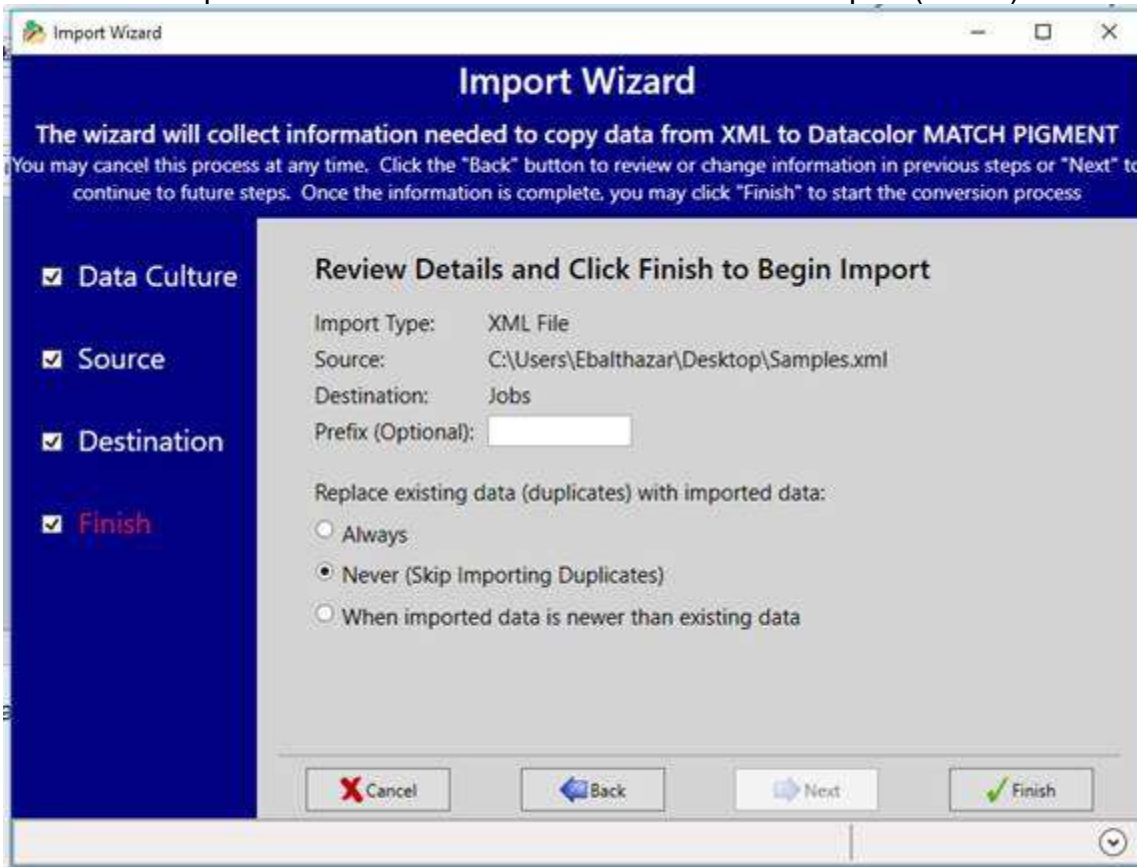 Import Wizard
Import Wizard
The wizard will collect information needed to copy data from XML to Datacolor MATCH PIGMENT
You may cancel this process at any time. Click the "Back" button to review or change information in previous steps or "Next" to
continue to future steps. Once the information is complete, you may click "Finish" to start the conversion process
Data Culture
Source
Destination
Finish
Review Details and Click Finish to Begin Import
Import Type: XML File
Source: C:\Users\Ebalthazar\Desktop\Samples.xml
Destination: Jobs
Prefix (Optional):
Replace existing data (duplicates) with imported data:
Always
Never (Skip Importing Duplicates)
When imported data is newer than existing data
Cancel Back Next Finish